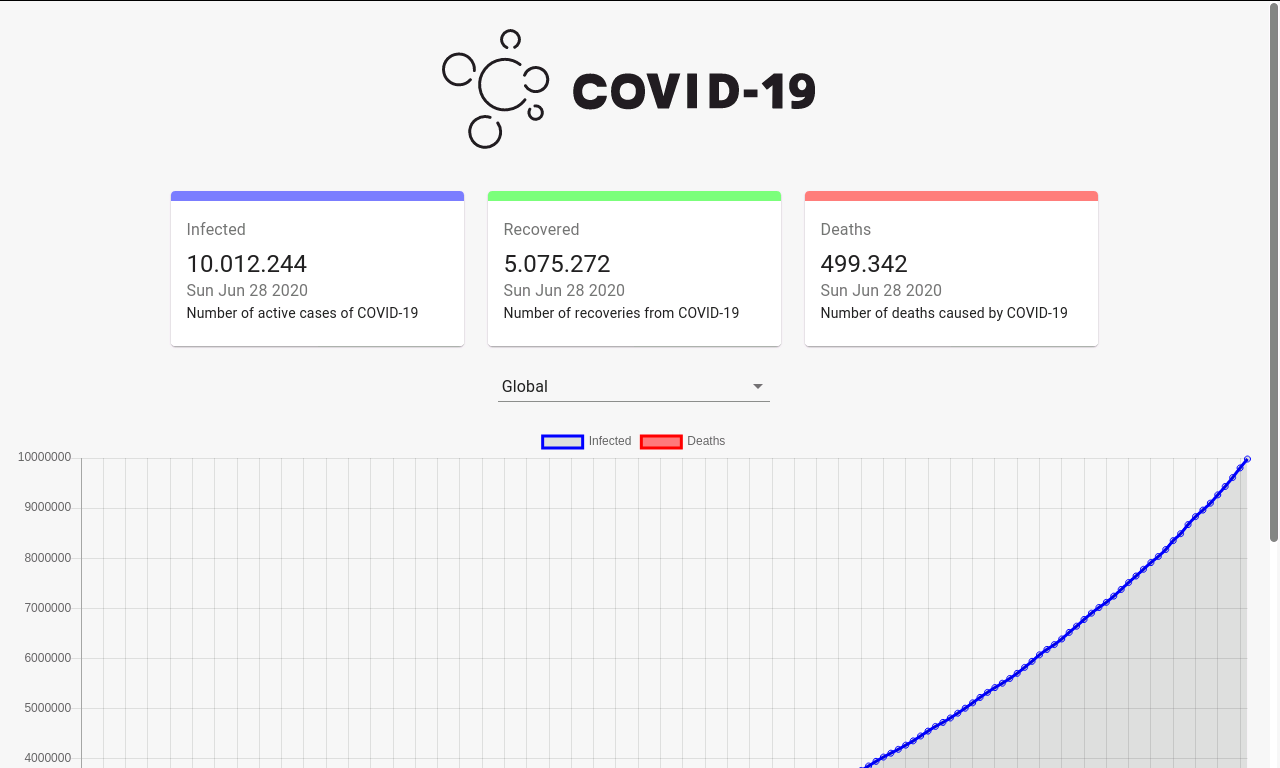 COVID-19
Infected
10.012.244
Sun Jun 28 2020
Number of active cases of COVID-19
Recovered
5.075.272
Sun Jun 28 2020
Number of recoveries from COVID-19
Deaths
499.342
Sun Jun 28 2020
Number of deaths caused by COVID-19
Global
Infected Deaths
10000000
9000000
8000000
7000000
6000000
5000000
4000000